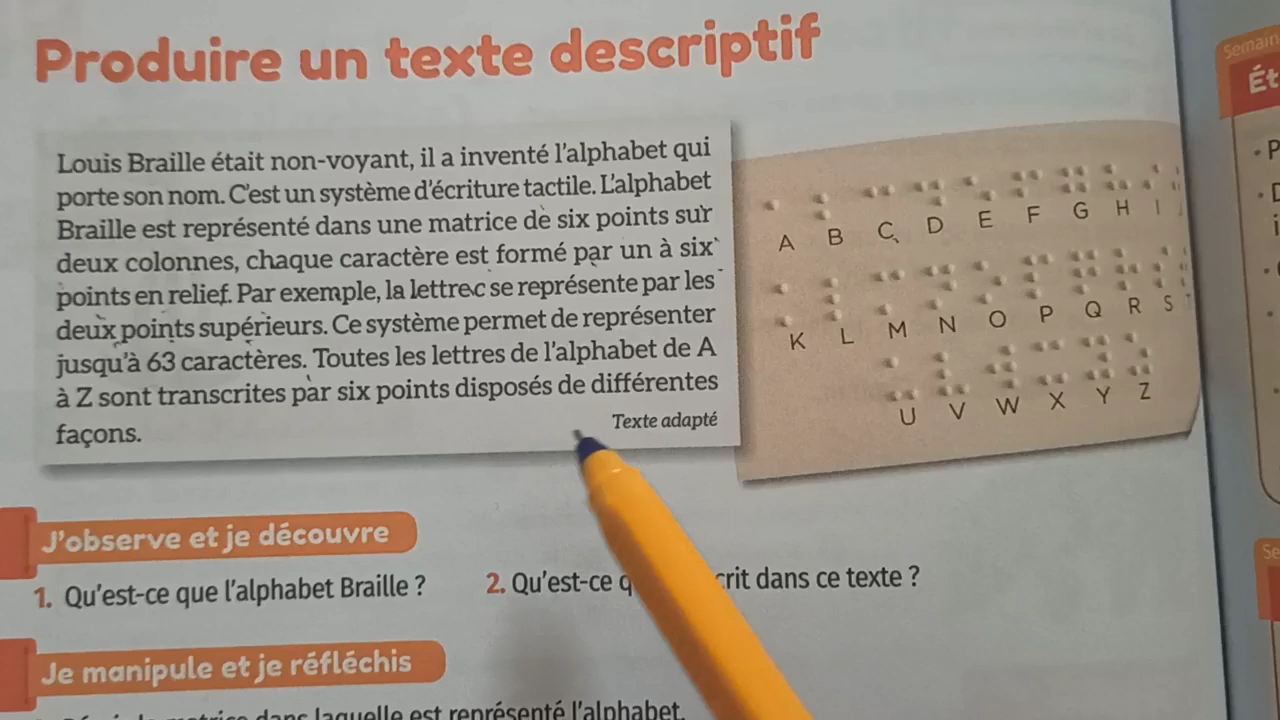 Produire un texte descriptif
Louis Braille était non-voyant, il a inventé l'alphabet qui
porte son nom. C'est un système d'écriture tactile. L'alphabet
Braille est représenté dans une matrice de six points sur
deux colonnes, chaque caractère est formé par un à six
points en relief. Par exemple, la lettre c se représente par les
deux points supérieurs. Ce système permet de représenter
jusqu'à 63 caractères. Toutes les lettres de l'alphabet de A
à Z sont transcrites par six points disposés de différentes
façons.
Texte adapté
A B C D E F G H I J
K L M N O P Q R S T
U V W X Y Z
J'observe et je découvre
1. Qu'est-ce que l'alphabet Braille ?
2. Qu'est-ce dans ce texte ?
Je manipule et je réfléchis
dans laquelle est représenté l'alphabet.
Semain
Ét